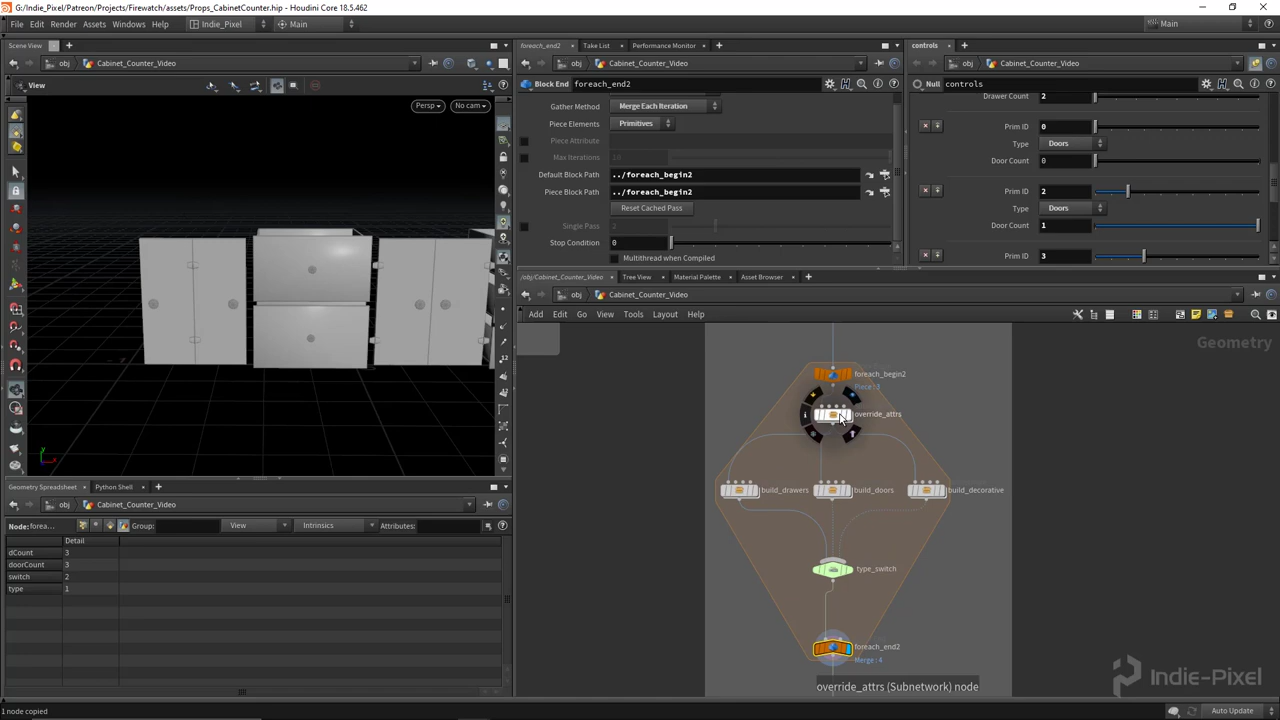 G:/Indie_Pixel/Patreon/Projects/Firewatch/assets/Props_CabinetCounter.hip - Houdini Core 18.5.462
File Edit Render Assets Windows Help Indie_Pixel Main Main
Scene View
obj Cabinet_Counter_Video
View
Persp No cam
foreach_end2 Take List Performance Monitor
obj Cabinet_Counter_Video
Block End foreach_end2
Gather Method Merge Each Iteration
Piece Elements Primitives
Piece Attribute
Max Iterations 10
Default Block Path ../foreach_begin2
Piece Block Path ../foreach_begin2
Reset Cached Pass
Single Pass
Stop Condition 0
Multithread when Compiled
controls
obj Cabinet_Counter_Video
Null controls
Drawer Count 2
Prim ID 0
Type Doors
Door Count 0
Prim ID 2
Type Doors
Door Count 1
Prim ID 3
/obj/Cabinet_Counter_Video Tree View Material Palette Asset Browser
obj Cabinet_Counter_Video
Add Edit Go View Tools Layout Help
Geometry
foreach_begin2
Piece : 3
override_attrs
build_drawers
build_doors
build_decorative
type_switch
foreach_end2
Merge : 4
override_attrs (Subnetwork) node
Indie-Pixel
Geometry Spreadsheet Python Shell
obj Cabinet_Counter_Video
Node: forea... Group: View Intrinsics Attributes:
Detail
dCount 3
doorCount 3
switch 2
type 1
1 node copied
Auto Update